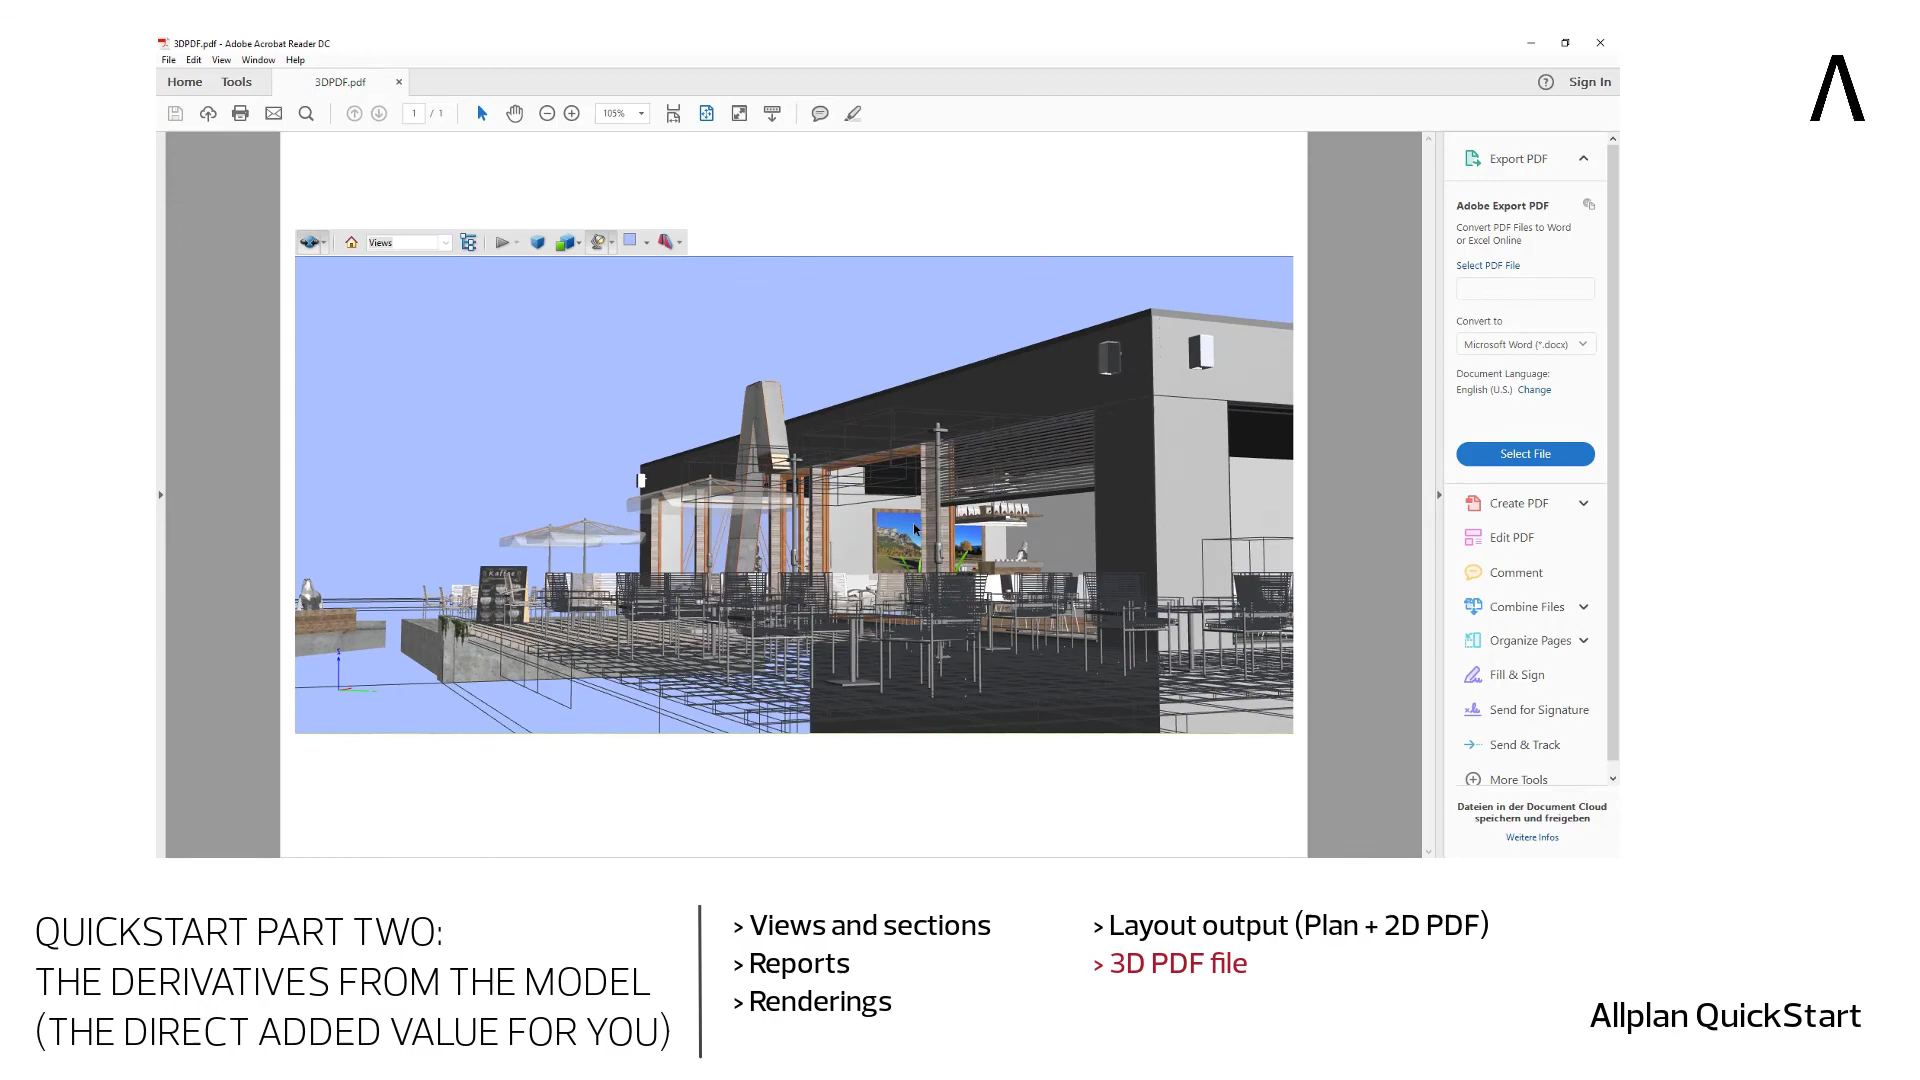 3DPDF.pdf - Adobe Acrobat Reader DC
File Edit View Window Help
Home Tools 3DPDF.pdf × Sign In
1 / 1 105%
Views
Kaffee
Export PDF
Adobe Export PDF
Convert PDF Files to Word
or Excel Online
Select PDF File
Convert to
Microsoft Word (*.docx)
Document Language:
English (U.S.) Change
Select File
Create PDF
Edit PDF
Comment
Combine Files
Organize Pages
Fill & Sign
Send for Signature
Send & Track
More Tools
Dateien in der Document Cloud
speichern und freigeben
Weitere Infos
QUICKSTART PART TWO:
THE DERIVATIVES FROM THE MODEL
(THE DIRECT ADDED VALUE FOR YOU)
> Views and sections
> Reports
> Renderings
> Layout output (Plan + 2D PDF)
> 3D PDF file
Allplan QuickStart